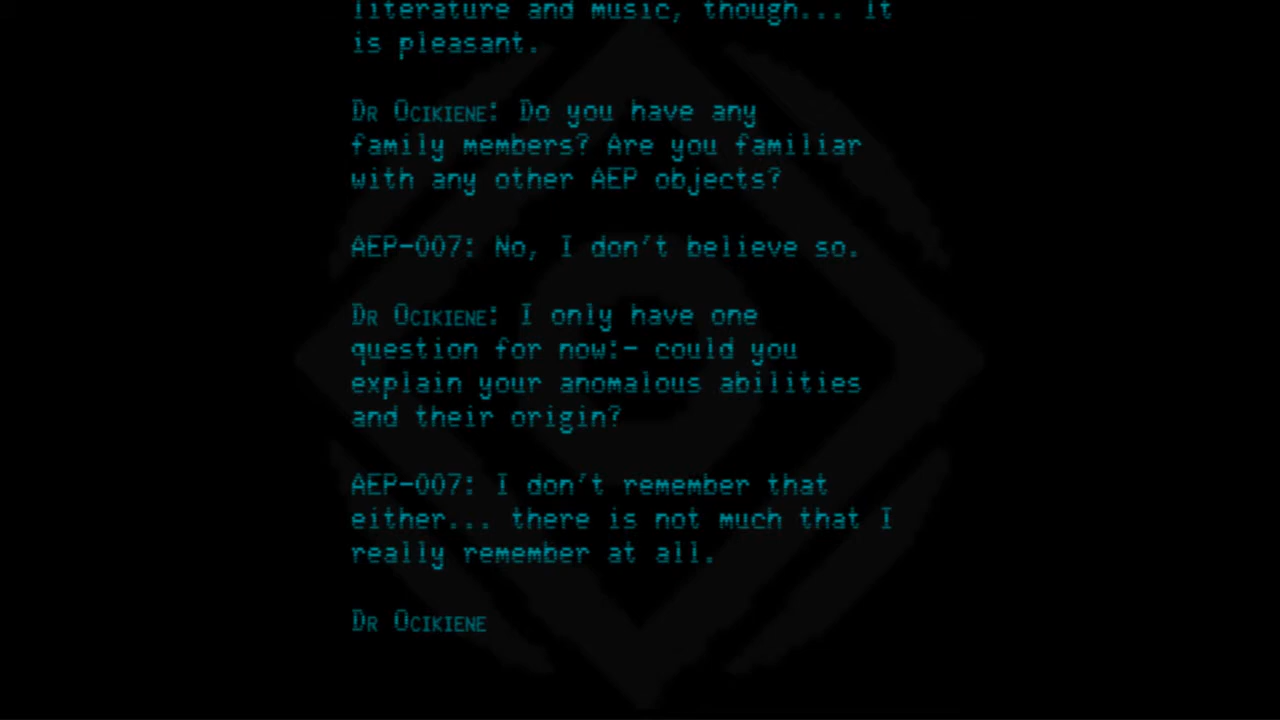 literature and music, though... It
is pleasant.
Dr Ocikiene: Do you have any
family members? Are you familiar
with any other AEP objects?
AEP-007: No, I don't believe so.
Dr Ocikiene: I only have one
question for now:- could you
explain your anomalous abilities
and their origin?
AEP-007: I don't remember that
either... there is not much that I
really remember at all.
Dr Ocikiene